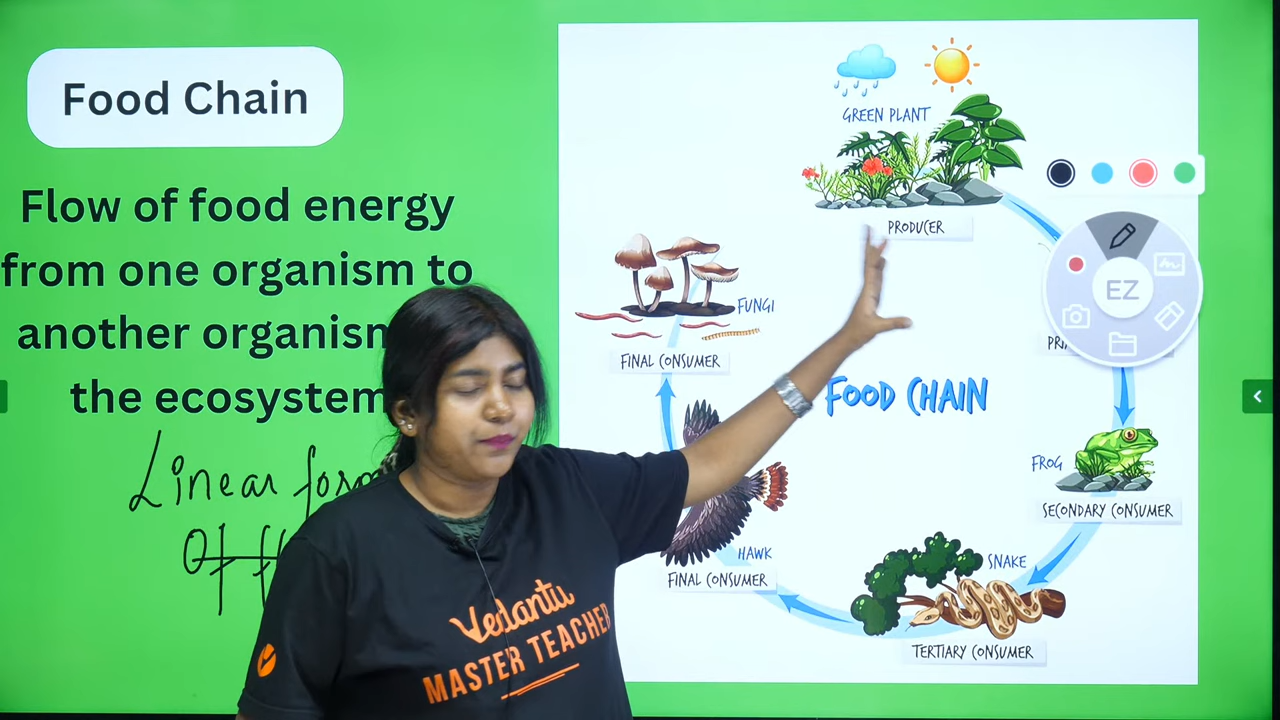 Food Chain
Flow of food energy
from one organism to
another organism
the ecosystem
Linear
Of
GREEN PLANT
PRODUCER
FUNGI
FINAL CONSUMER
EZ
FOOD CHAIN
FROG
SECONDARY CONSUMER
HAWK
FINAL CONSUMER
SNAKE
TERTIARY CONSUMER
Vedantu
MASTER TEACHER